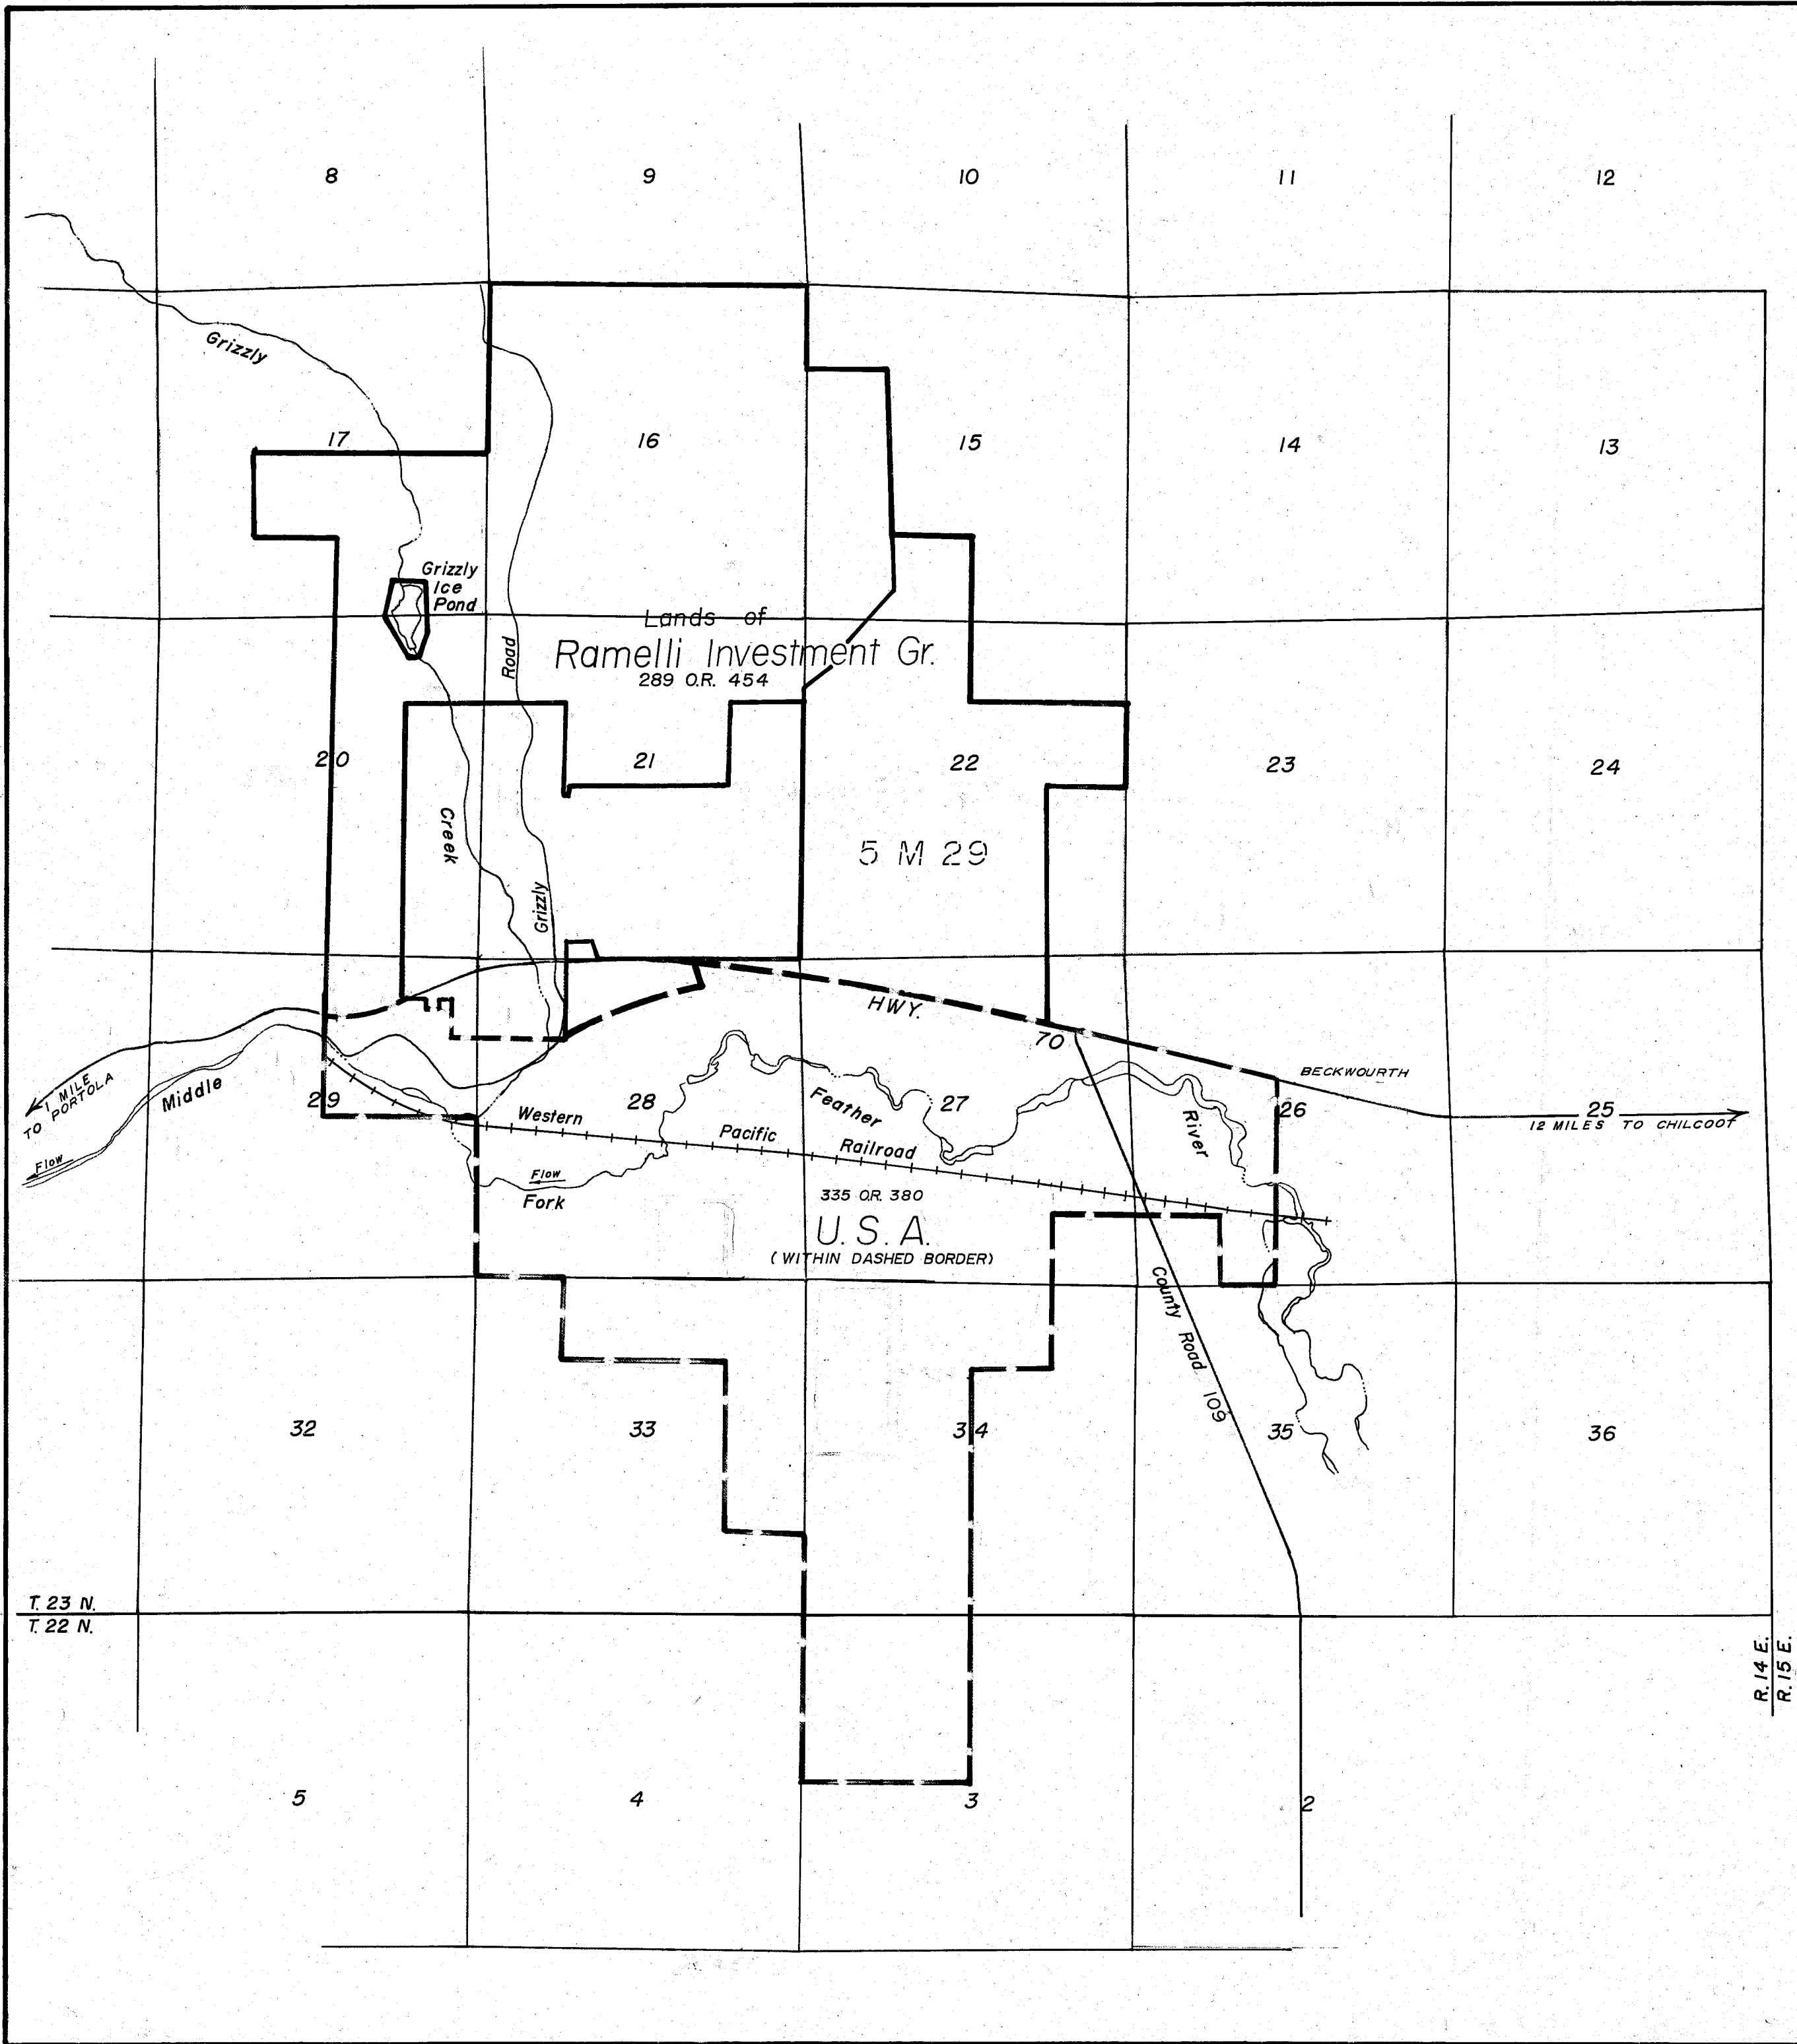 8
9
10
11
12
Grizzly
17
16
15
14
13
Grizzly
Ice
Pond
Lands of
Ramelli Investment Gr.
289 O.R. 454
Road
20
21
22
23
24
Creek
5 M 29
Grizzly
HWY.
70
BECKWOURTH
1 MILE
TO PORTOLA
Middle
29
Western
28
Pacific
Feather
Railroad
27
River
26
25
12 MILES TO CHILCOOT
Flow
Flow
Fork
335 O.R. 380
U.S.A.
( WITHIN DASHED BORDER)
County Road 109
32
33
34
35
36
T. 23 N.
T. 22 N.
R. 14 E.
R. 15 E.
5
4
3
2